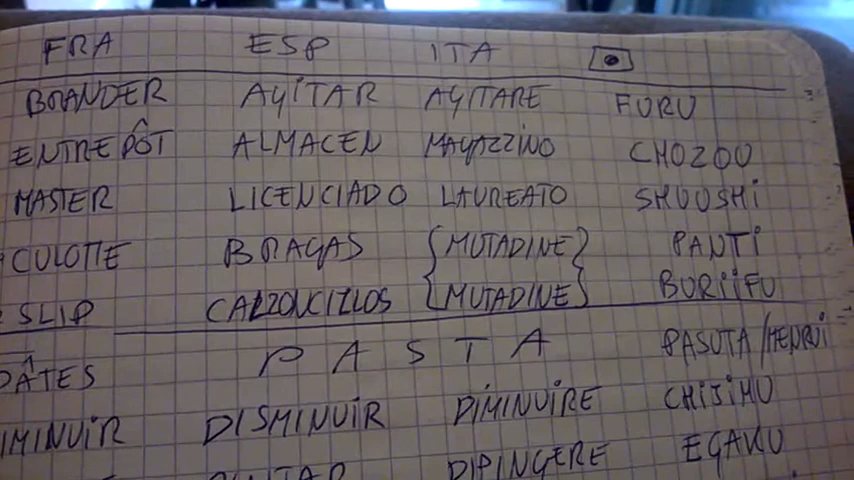 FRA ESP ITA
BRANDER AGITAR AGITARE FURU
ENTREPÔT ALMACEN MAGAZZINO CHOZOU
MASTER LICENCIADO LAUREATO SHUUSHI
CULOTTE BRAGAS {MUTADINE} PANTI
SLIP CALZONCILLOS {MUTADINE} BURIIFU
PÂTES PASTA PASUTA/MENRUI
IMINUIR DISMINUIR DIMINUIRE CHIJIMU
DIPINGERE EGAKU